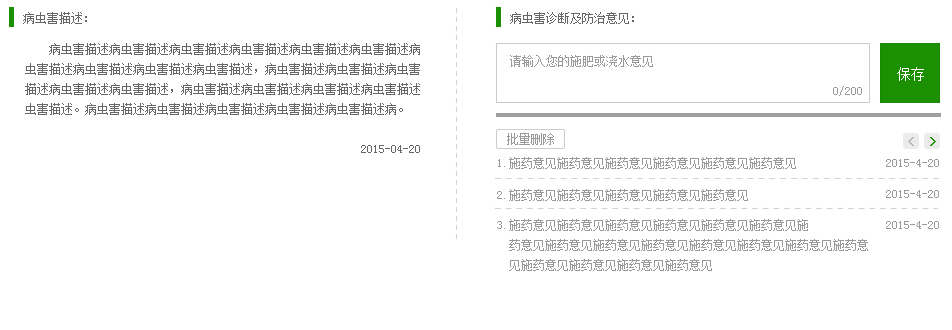 病虫害描述：
病虫害描述病虫害描述病虫害描述病虫害描述病虫害描述病虫害描述病
虫害描述病虫害描述病虫害描述病虫害描述，病虫害描述病虫害描述病虫害
描述病虫害描述病虫害描述，病虫害描述病虫害描述病虫害描述病虫害描述
虫害描述。病虫害描述病虫害描述病虫害描述病虫害描述病虫害描述病。
2015-04-20
病虫害诊断及防治意见：
请输入您的施肥或浇水意见
0/200
保存
批量删除
1. 施药意见施药意见施药意见施药意见施药意见施药意见 2015-4-20
2. 施药意见施药意见施药意见施药意见施药意见 2015-4-20
3. 施药意见施药意见施药意见施药意见施药意见施药意见施 2015-4-20
药意见施药意见施药意见施药意见施药意见施药意见施药意见施药意
见施药意见施药意见施药意见施药意见